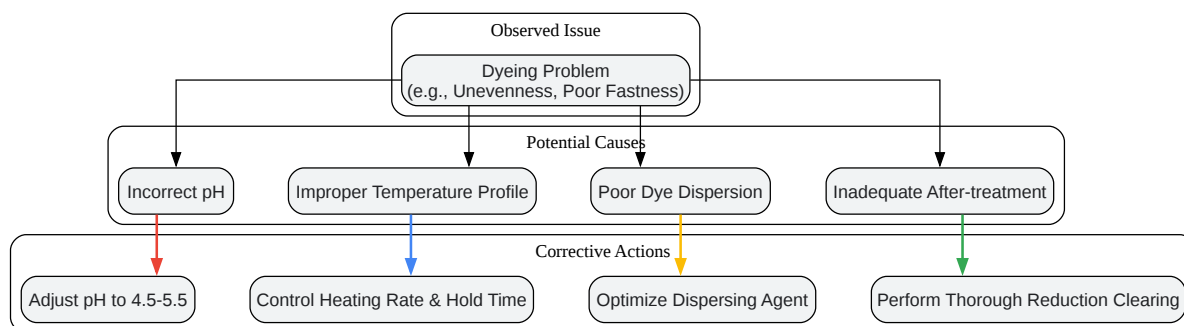 Observed Issue
Dyeing Problem
(e.g., Unevenness, Poor Fastness)
Potential Causes
Incorrect pH
Improper Temperature Profile
Poor Dye Dispersion
Inadequate After-treatment
Corrective Actions
Adjust pH to 4.5-5.5
Control Heating Rate & Hold Time
Optimize Dispersing Agent
Perform Thorough Reduction Clearing